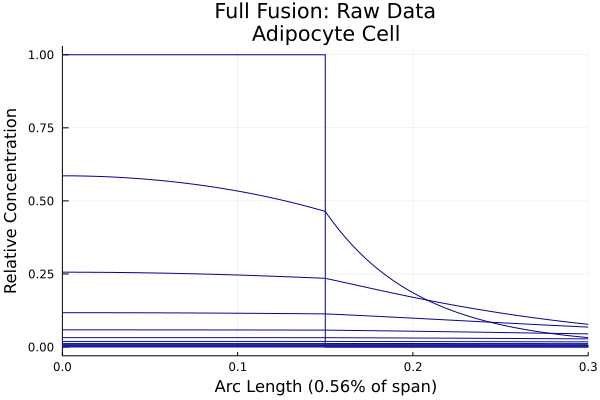 Full Fusion: Raw Data
Adipocyte Cell
Relative Concentration
1.00
0.75
0.50
0.25
0.00
0.0
0.1
0.2
0.3
Arc Length (0.56% of span)